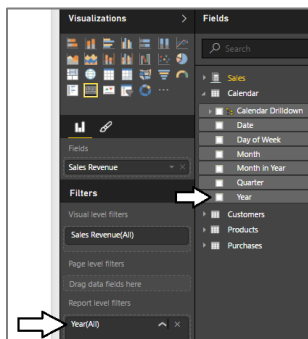 Visualizations
Fields
Search
Sales
Calendar
Calendar Drilldown
Date
Day of Week
Month
Month in Year
Quarter
Year
Customers
Products
Purchases
Fields
Sales Revenue
Filters
Visual level filters
Sales Revenue(All)
Page level filters
Drag data fields here
Report level filters
Year(All)